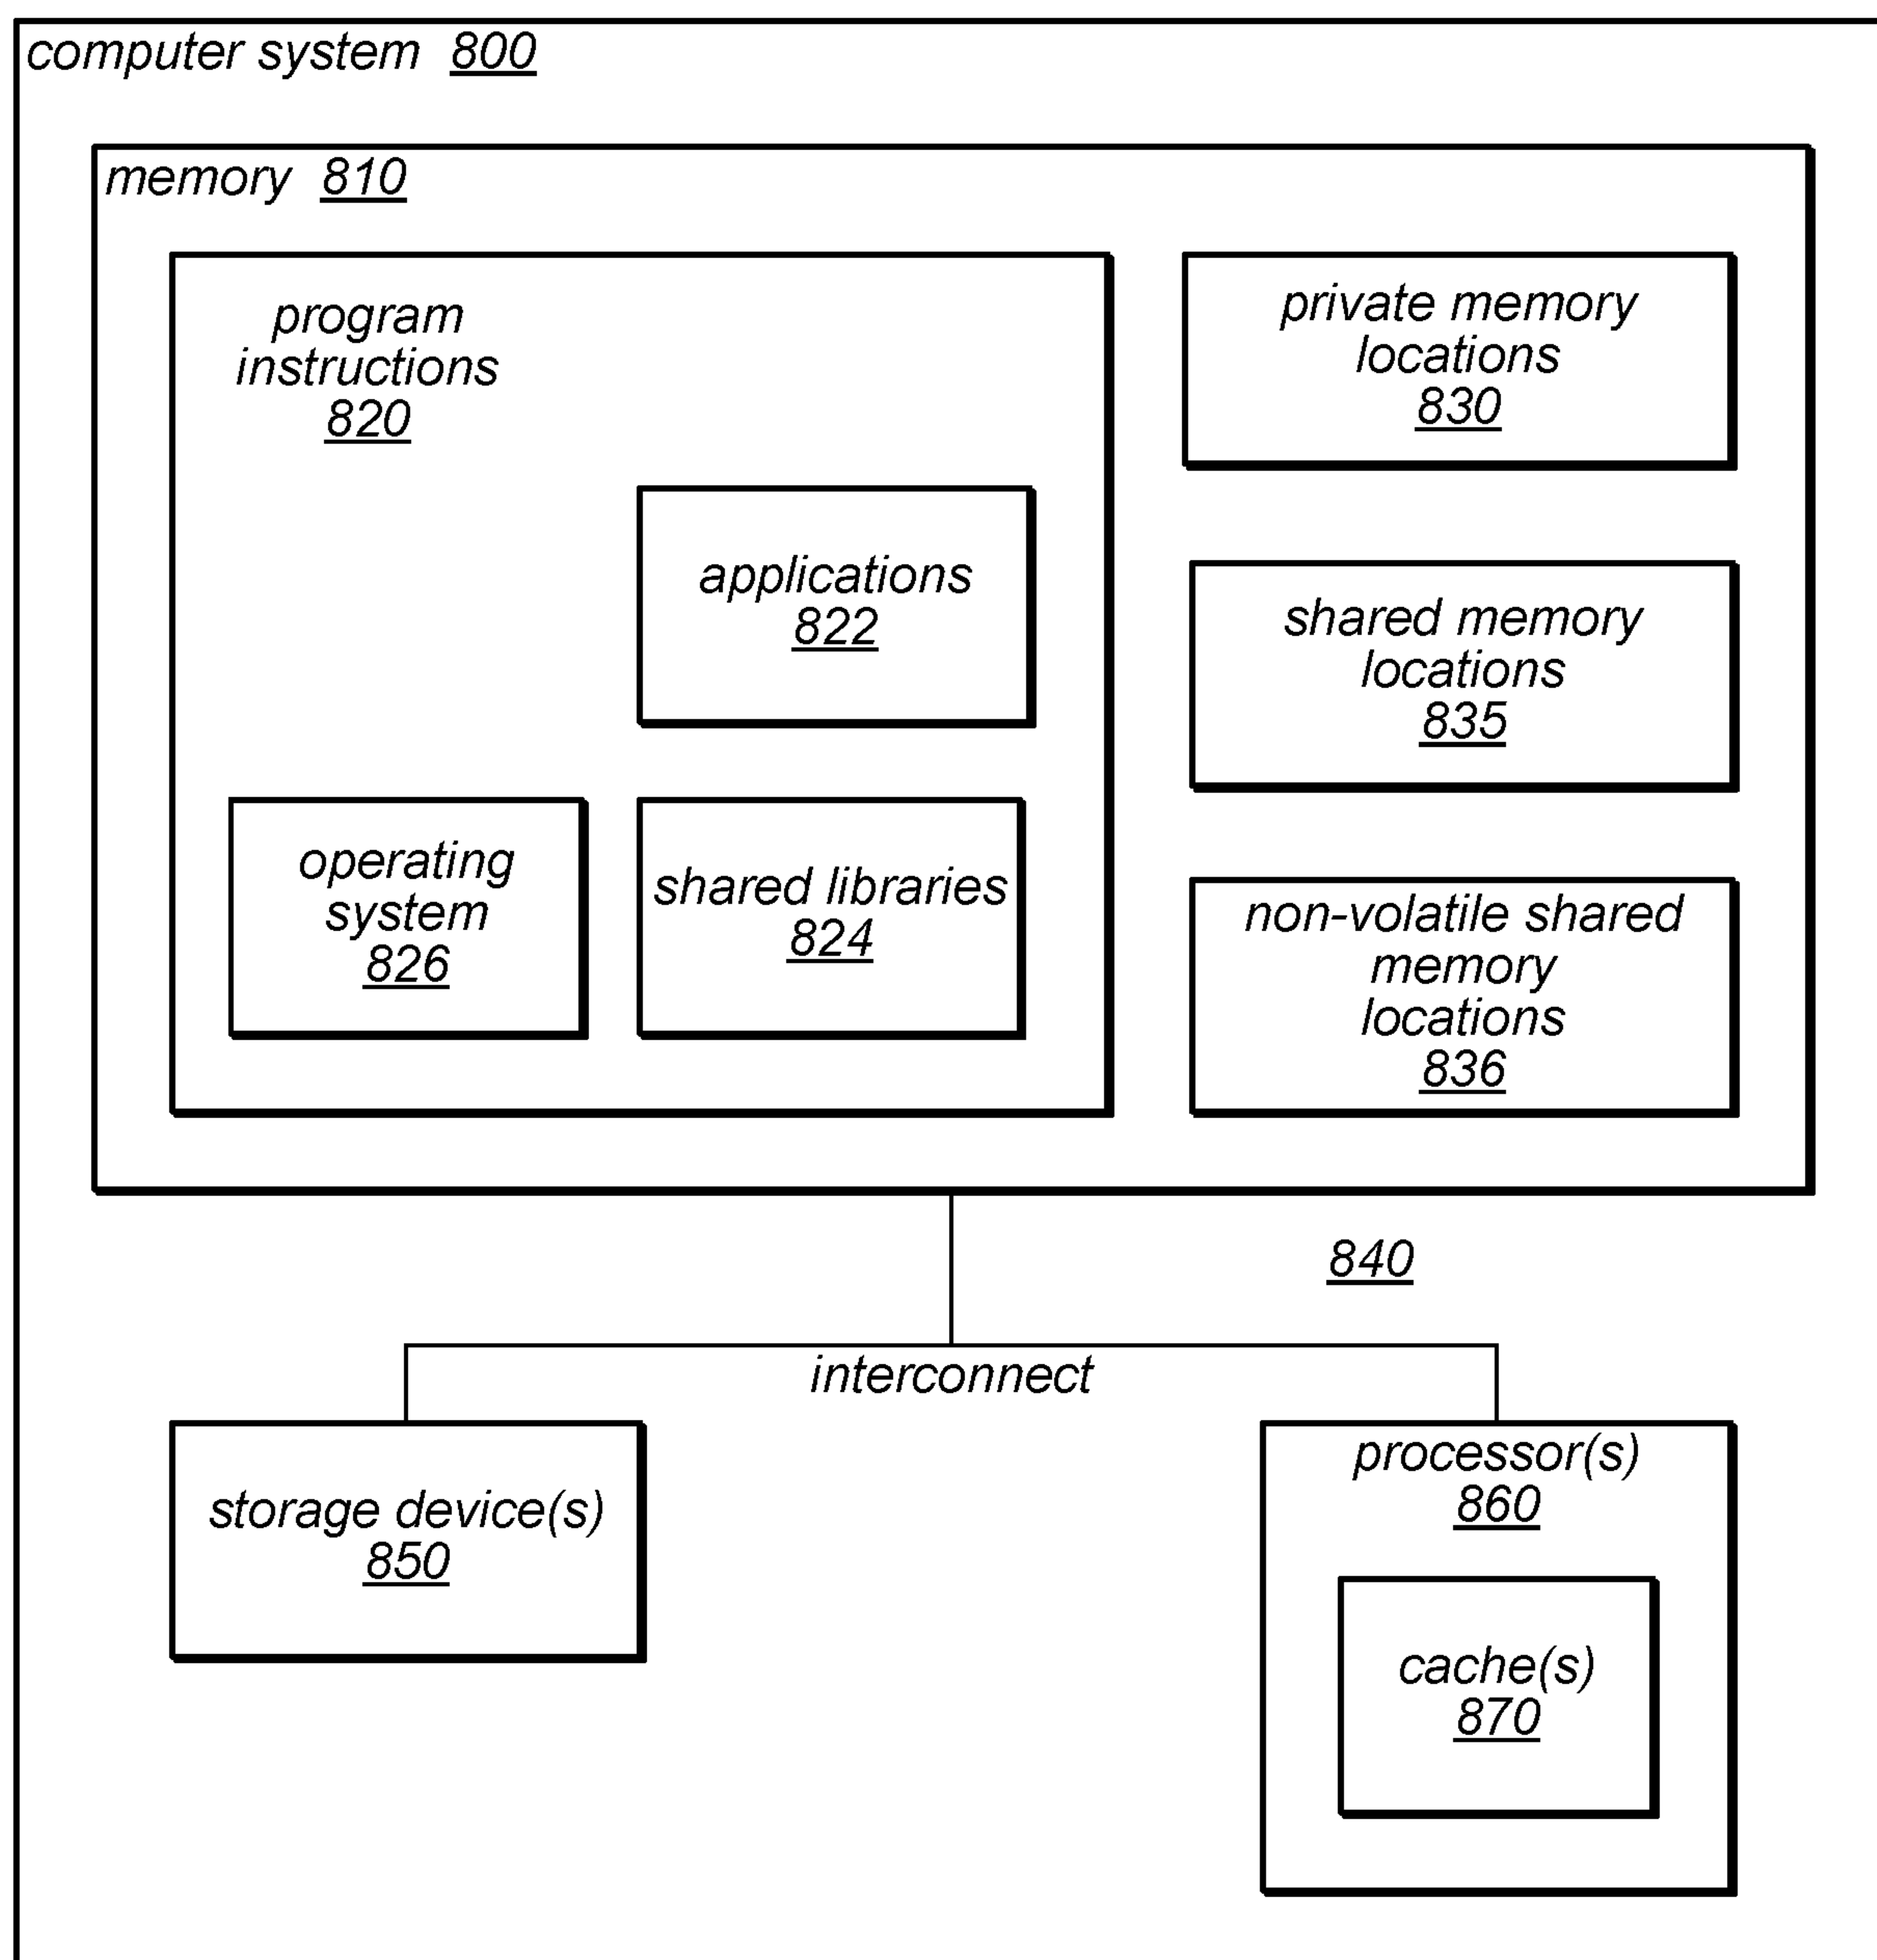 computer system 800
memory 810
program
instructions
820
applications
822
operating
system
826
shared libraries
824
private memory
locations
830
shared memory
locations
835
non-volatile shared
memory
locations
836
840
interconnect
storage device(s)
850
processor(s)
860
cache(s)
870